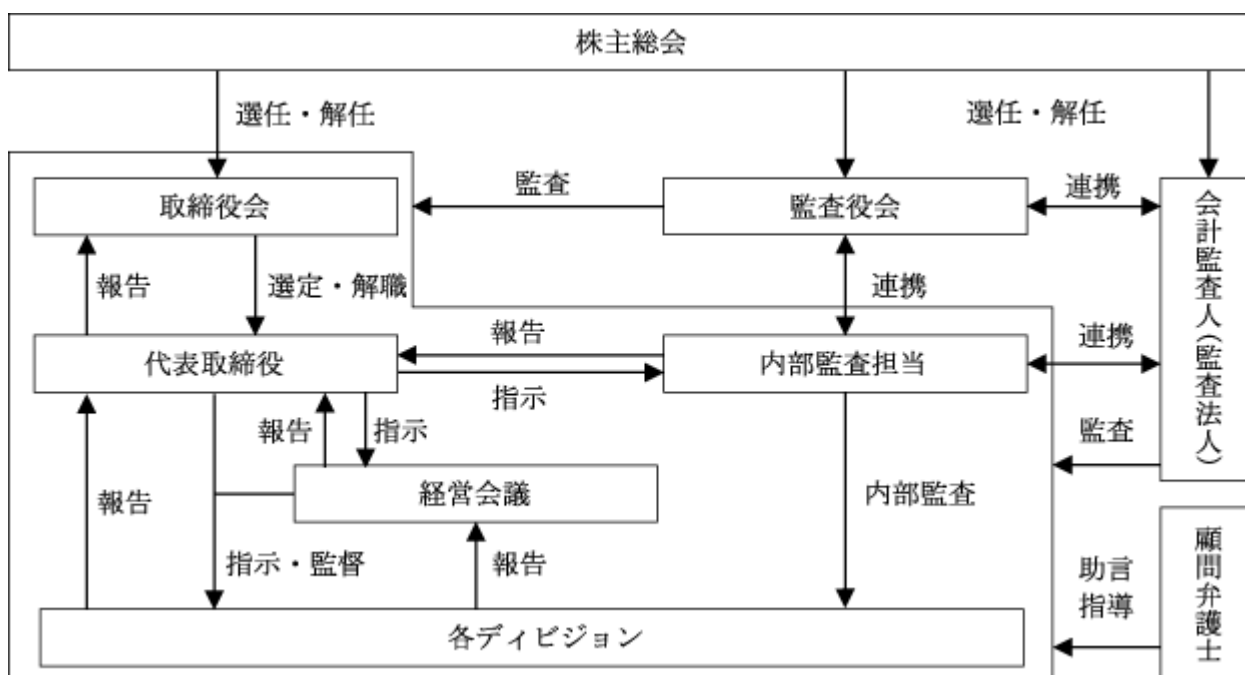 株主総会
選任・解任
選任・解任
取締役会
監査
監査役会
連携
会計監査人(監査法人)
報告
選定・解職
連携
代表取締役
報告
指示
内部監査担当
連携
報告
指示
監査
経営会議
報告
内部監査
指示・監督
報告
助言
指導
顧問弁護士
各ディビジョン